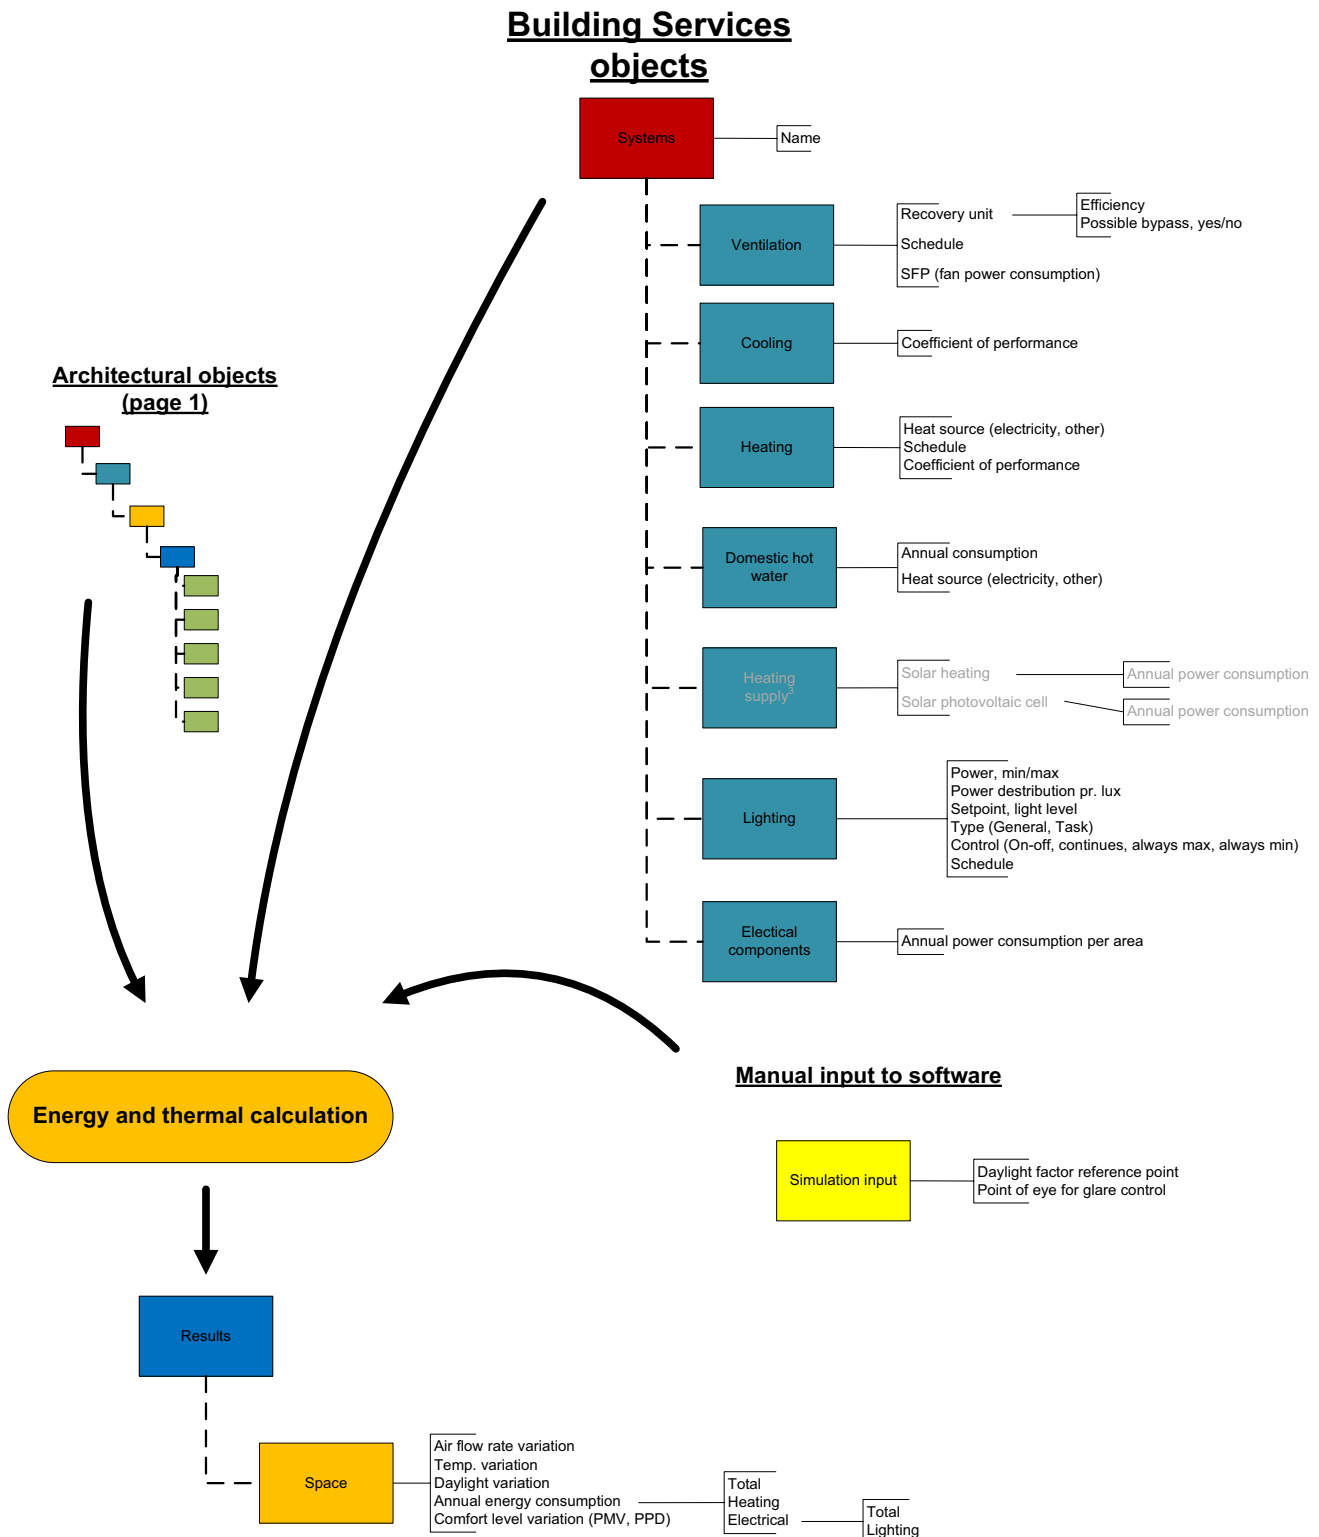 Building Services
objects
Systems
Name
Ventilation
Recovery unit
Efficiency
Possible bypass, yes/no
Schedule
SFP (fan power consumption)
Cooling
Coefficient of performance
Architectural objects
(page 1)
Heating
Heat source (electricity, other)
Schedule
Coefficient of performance
Domestic hot
water
Annual consumption
Heat source (electricity, other)
Heating
supply3
Solar heating
Annual power consumption
Solar photovoltaic cell
Annual power consumption
Lighting
Power, min/max
Power destribution pr. lux
Setpoint, light level
Type (General, Task)
Control (On-off, continues, always max, always min)
Schedule
Electical
components
Annual power consumption per area
Manual input to software
Energy and thermal calculation
Simulation input
Daylight factor reference point
Point of eye for glare control
Results
Space
Air flow rate variation
Temp. variation
Daylight variation
Annual energy consumption
Comfort level variation (PMV, PPD)
Total
Heating
Electrical
Total
Lighting